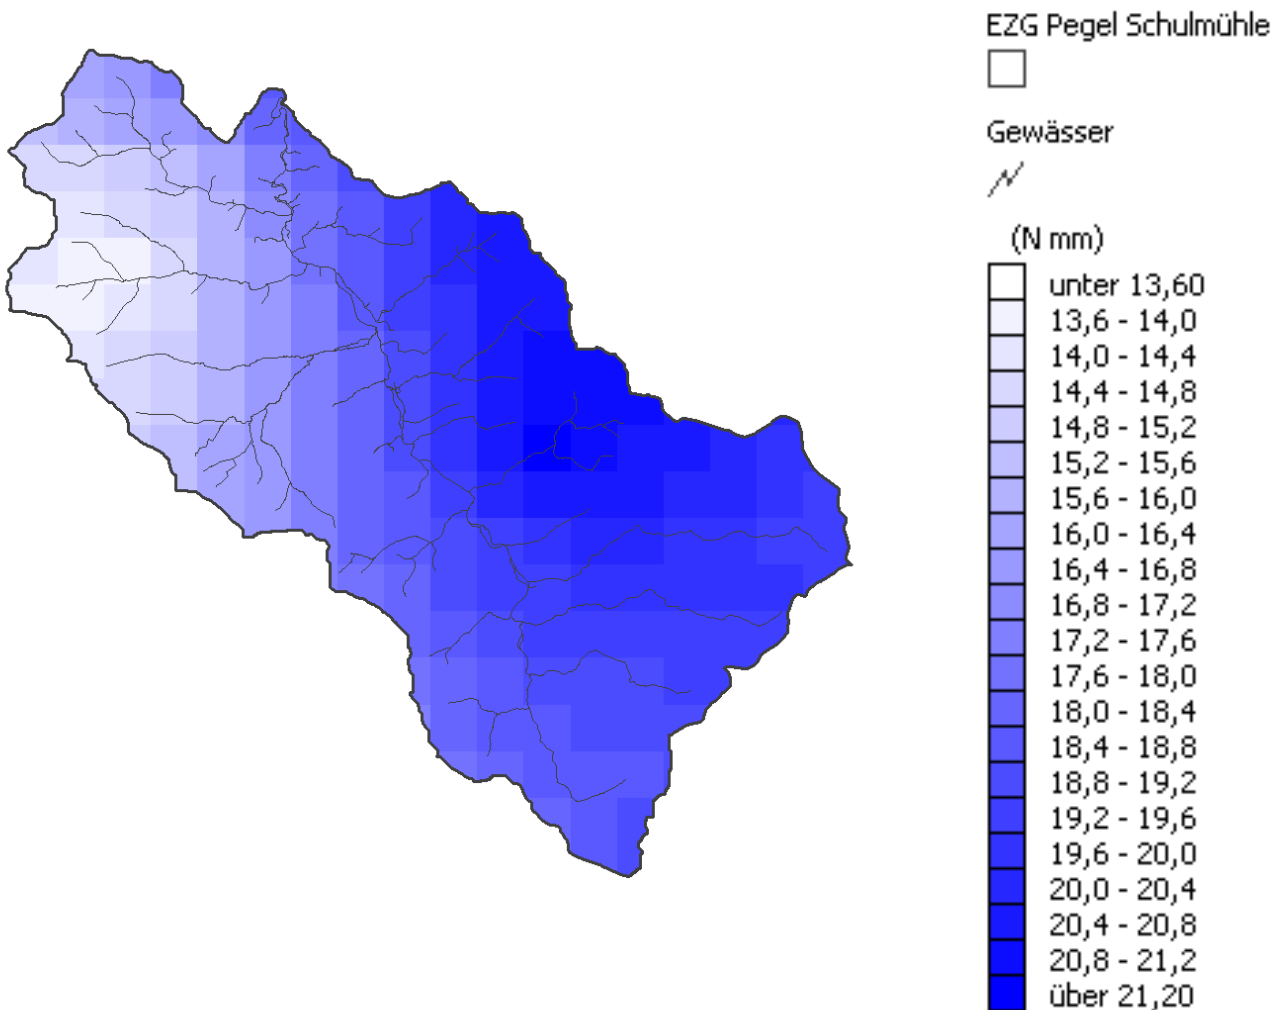 EZG Pegel Schulmühle
Gewässer
(N mm)
unter 13,60
13,6 - 14,0
14,0 - 14,4
14,4 - 14,8
14,8 - 15,2
15,2 - 15,6
15,6 - 16,0
16,0 - 16,4
16,4 - 16,8
16,8 - 17,2
17,2 - 17,6
17,6 - 18,0
18,0 - 18,4
18,4 - 18,8
18,8 - 19,2
19,2 - 19,6
19,6 - 20,0
20,0 - 20,4
20,4 - 20,8
20,8 - 21,2
über 21,20